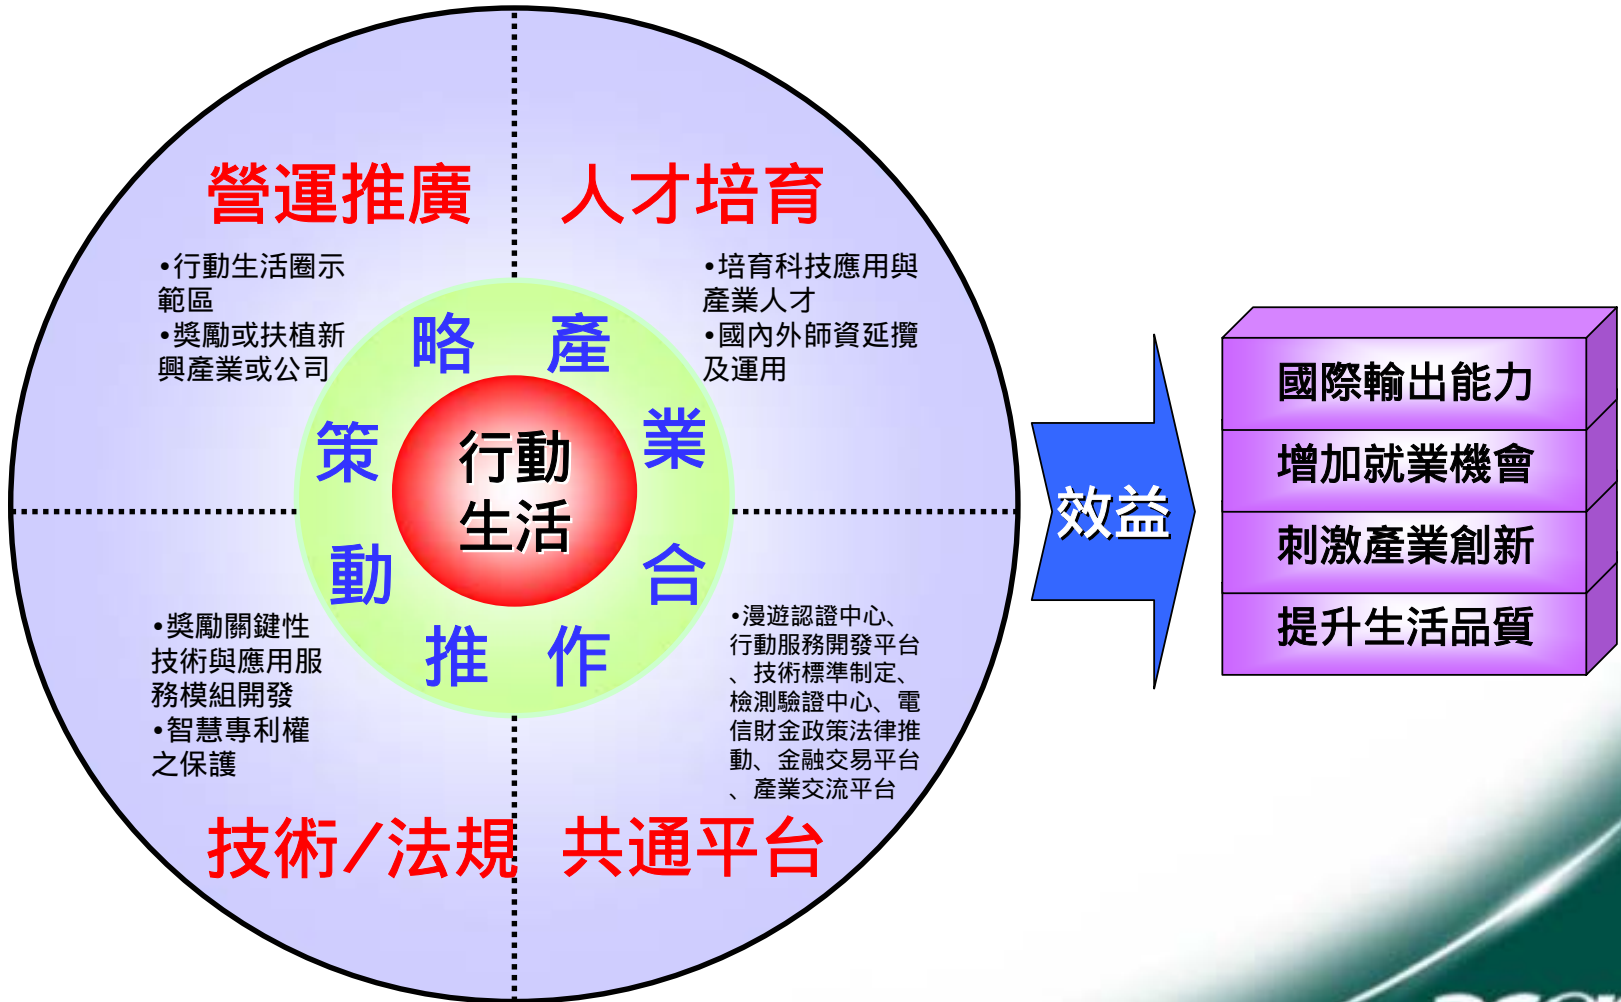 營運推廣
•行動生活圈示
範區
•獎勵或扶植新
興產業或公司
人才培育
•培育科技應用與
產業人才
•國內外師資延攬
及運用
策略
產業
合作
推動
行動
生活
•獎勵關鍵性
技術與應用服
務模組開發
•智慧專利權
之保護
技術/法規
•漫遊認證中心、
行動服務開發平台
、技術標準制定、
檢測驗證中心、電
信財金政策法律推
動、金融交易平台
、產業交流平台
共通平台
效益
國際輸出能力
增加就業機會
刺激產業創新
提升生活品質